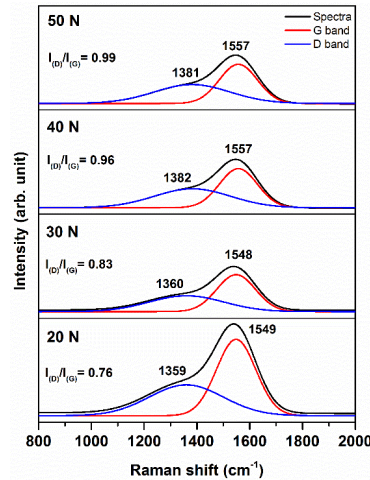 50 N
I(D)/I(G) = 0.99
1381
1557
Spectra
G band
D band
40 N
I(D)/I(G) = 0.96
1382
1557
30 N
I(D)/I(G) = 0.83
1360
1548
20 N
I(D)/I(G) = 0.76
1359
1549
Intensity (arb. unit)
800 1000 1200 1400 1600 1800 2000
Raman shift (cm⁻¹)